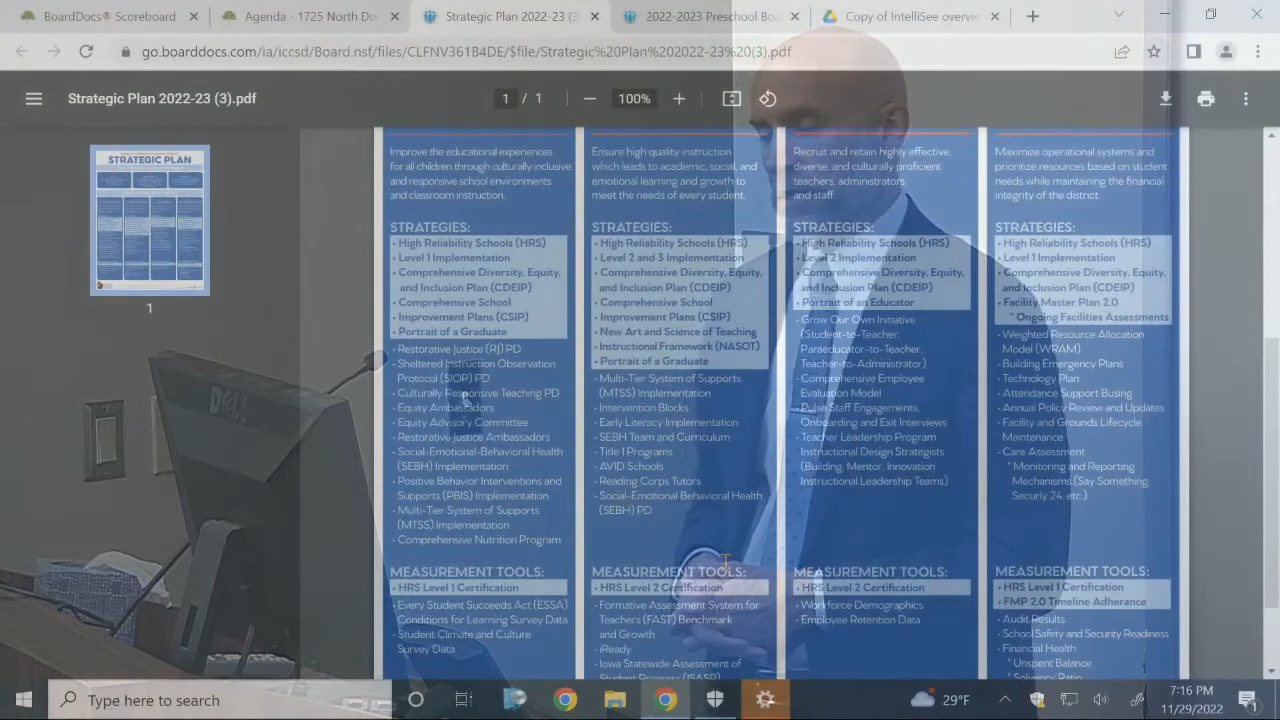 BoardDocs® Scoreboard
Agenda - 1725 North Do
Strategic Plan 2022-23 (3
2022-2023 Preschool Bo
Copy of IntelliSee overvie
go.boarddocs.com/ia/iccsd/Board.nsf/files/CLFNV361B4DE/$file/Strategic%20Plan%202022-23%20(3).pdf
Strategic Plan 2022-23 (3).pdf
1 / 1
100%
STRATEGIC PLAN
1
Improve the educational experiences
for all children through culturally inclusive
and responsive school environments
and classroom instruction.
STRATEGIES:
• High Reliability Schools (HRS)
• Level 1 Implementation
• Comprehensive Diversity, Equity,
and Inclusion Plan (CDEIP)
• Comprehensive School
• Improvement Plans (CSIP)
• Portrait of a Graduate
• Restorative Justice (RJ) PD
• Sheltered Instruction Observation
Protocol (SIOP) PD
• Culturally Responsive Teaching PD
• Equity Ambassadors
• Equity Advisory Committee
• Restorative Justice Ambassadors
• Social-Emotional-Behavioral Health
(SEBH) Implementation
• Positive Behavior Interventions and
Supports (PBIS) Implementation
• Multi-Tier System of Supports
(MTSS) Implementation
• Comprehensive Nutrition Program
MEASUREMENT TOOLS:
• HRS Level 1 Certification
• Every Student Succeeds Act (ESSA)
Conditions for Learning Survey Data
• Student Climate and Culture
Survey Data
Ensure high quality instruction
which leads to academic, social, and
emotional learning and growth to
meet the needs of every student.
STRATEGIES:
• High Reliability Schools (HRS)
• Level 2 and 3 Implementation
• Comprehensive Diversity, Equity,
and Inclusion Plan (CDEIP)
• Comprehensive School
• Improvement Plans (CSIP)
• New Art and Science of Teaching
• Instructional Framework (NASOT)
• Portrait of a Graduate
• Multi-Tier System of Supports
(MTSS) Implementation
• Intervention Blocks
• Early Literacy Implementation
• SEBH Team and Curriculum
• Title 1 Programs
• AVID Schools
• Reading Corps Tutors
• Social-Emotional Behavioral Health
(SEBH) PD
MEASUREMENT TOOLS:
• HRS Level 2 Certification
• Formative Assessment System for
Teachers (FAST) Benchmark
and Growth
• iReady
• Iowa Statewide Assessment of
Student Progress (ISASP)
Recruit and retain highly effective,
diverse, and culturally proficient
teachers, administrators,
and staff.
STRATEGIES:
• High Reliability Schools (HRS)
• Level 2 Implementation
• Comprehensive Diversity, Equity,
and Inclusion Plan (CDEIP)
• Portrait of an Educator
• Grow Our Own Initiative
(Student-to-Teacher,
Paraeducator-to-Teacher,
Teacher-to-Administrator)
• Comprehensive Employee
Evaluation Model
• Pulse Staff Engagements,
Onboarding and Exit Interviews
• Teacher Leadership Program
Instructional Design Strategists
(Building, Mentor, Innovation
Instructional Leadership Teams)
MEASUREMENT TOOLS:
• HRS Level 2 Certification
• Workforce Demographics
• Employee Retention Data
Maximize operational systems and
prioritize resources based on student
needs while maintaining the financial
integrity of the district.
STRATEGIES:
• High Reliability Schools (HRS)
• Level 1 Implementation
• Comprehensive Diversity, Equity,
and Inclusion Plan (CDEIP)
• Facility Master Plan 2.0
* Ongoing Facilities Assessments
• Weighted Resource Allocation
Model (WRAM)
• Building Emergency Plans
• Technology Plan
• Attendance Support Busing
• Annual Policy Review and Updates
• Facility and Grounds Lifecycle
Maintenance
• Care Assessment
* Monitoring and Reporting
Mechanisms (Say Something,
Securly 24, etc.)
MEASUREMENT TOOLS:
• HRS Level 1 Certification
• FMP 2.0 Timeline Adherance
• Audit Results
• School Safety and Security Readiness
• Financial Health
* Unspent Balance
* Solvency Ratio
Type here to search
29°F
7:16 PM
11/29/2022
1